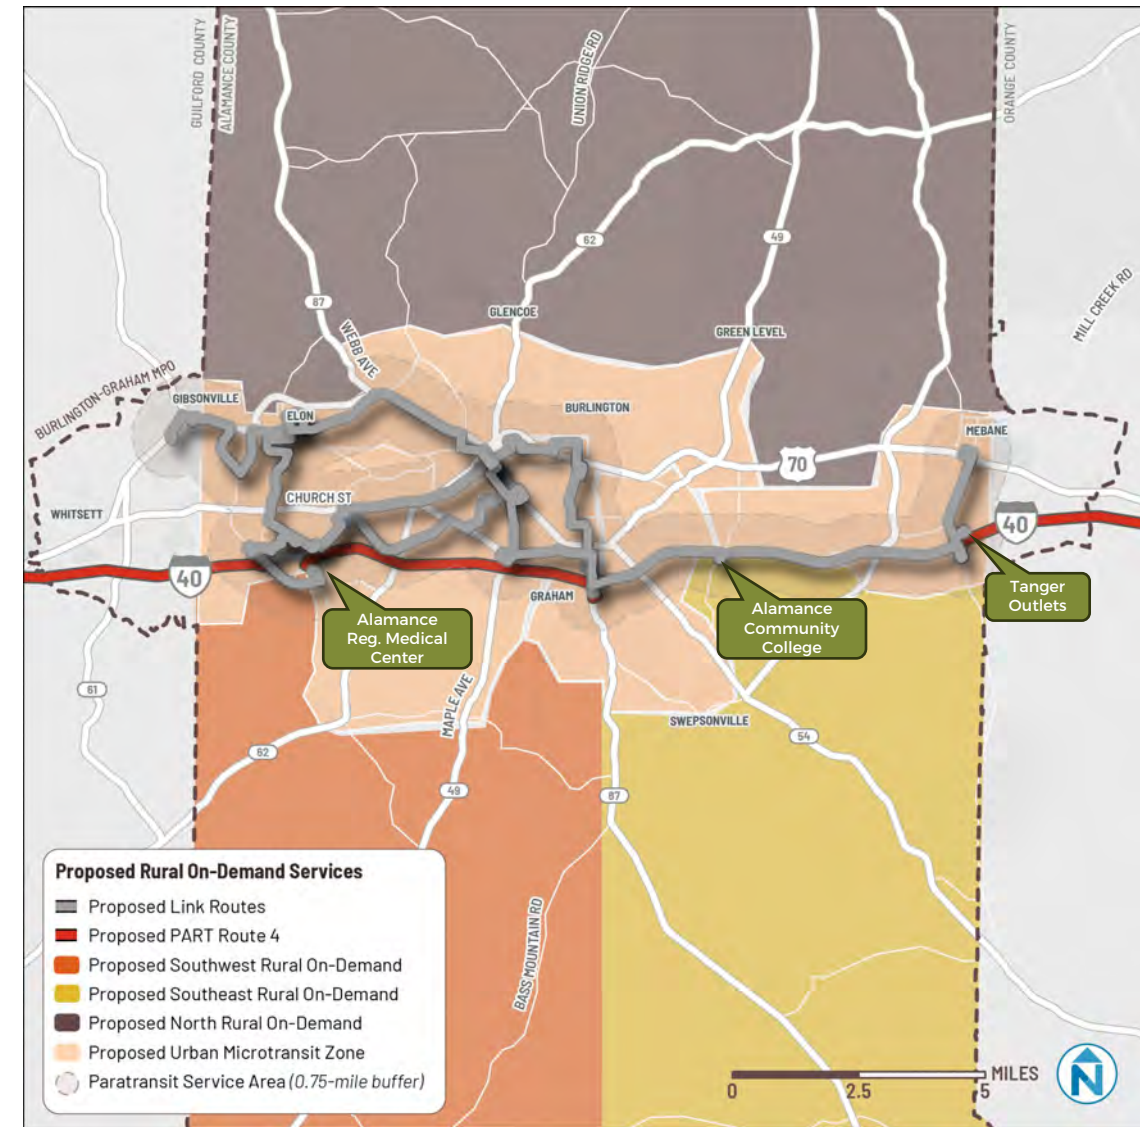 GUILFORD COUNTY
ALAMANCE COUNTY
UNION RIDGE RD
ORANGE COUNTY
62
49
MILL CREEK RD
87
GLENCOE
GREEN LEVEL
WEBB AVE
BURLINGTON-GRAHAM MPO
GIBSONVILLE
ELON
BURLINGTON
MEBANE
70
CHURCH ST
WHITSETT
40
40
GRAHAM
Alamance
Reg. Medical
Center
Alamance
Community
College
Tanger
Outlets
61
MAPLE AVE
SWEPSONVILLE
62
54
49
87
BASS MOUNTAIN RD
Proposed Rural On-Demand Services
Proposed Link Routes
Proposed PART Route 4
Proposed Southwest Rural On-Demand
Proposed Southeast Rural On-Demand
Proposed North Rural On-Demand
Proposed Urban Microtransit Zone
Paratransit Service Area (0.75-mile buffer)
MILES
0 2.5 5
N